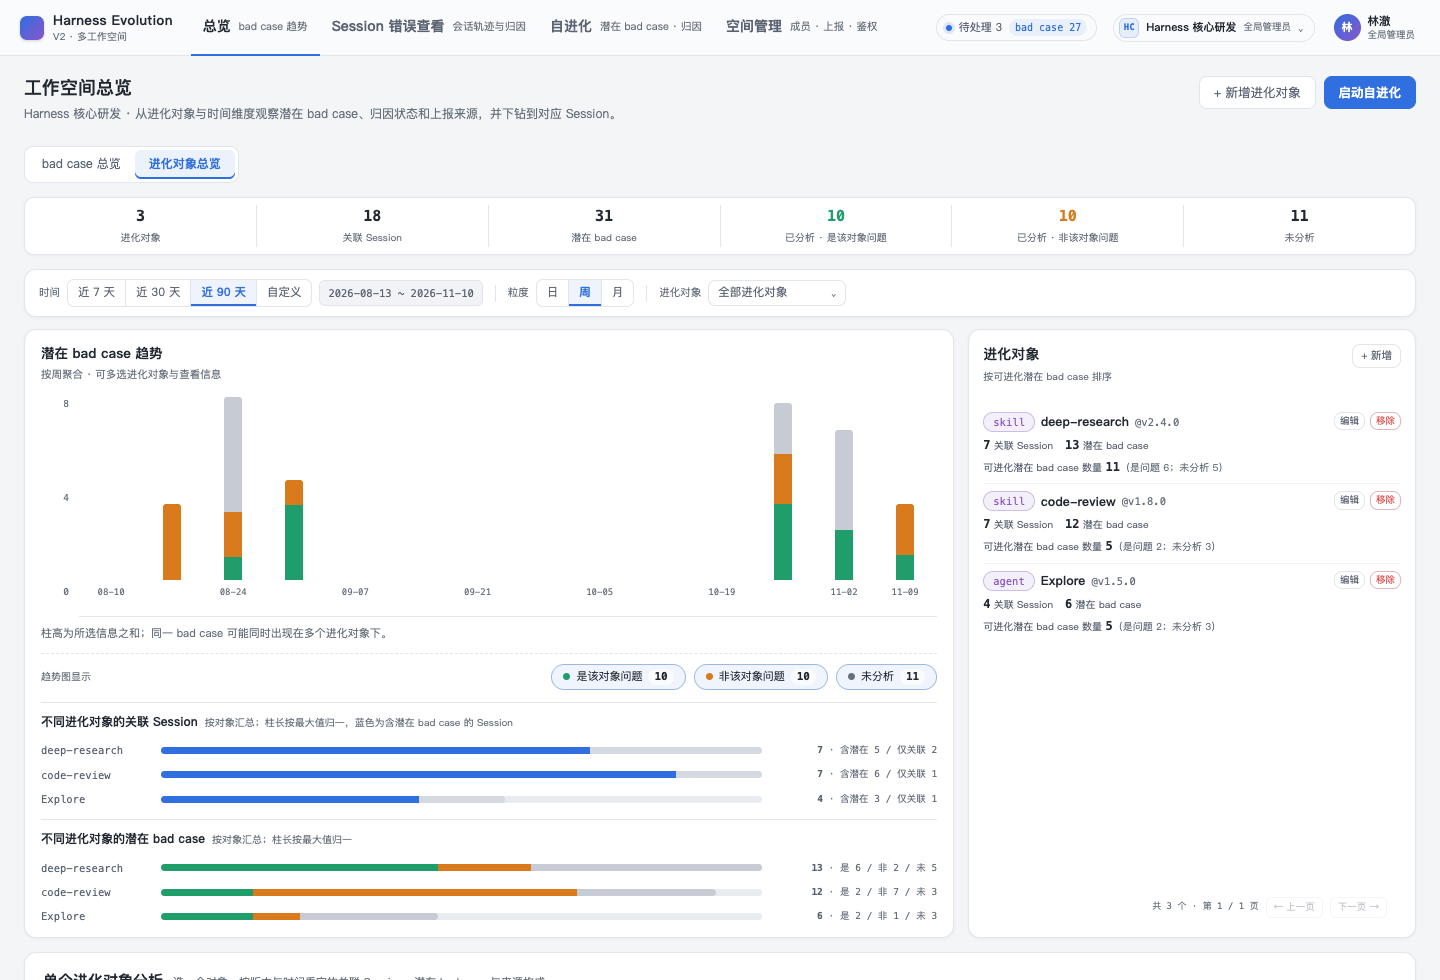 Harness Evolution
V2 · 多工作空间
总览 bad case 趋势
Session 错误查看 会话轨迹与归因
自进化 潜在 bad case · 归因
空间管理 成员 · 上报 · 鉴权
待处理 3 bad case 27
HC Harness 核心研发 全局管理员
林 林澈
全局管理员
工作空间总览
Harness 核心研发 · 从进化对象与时间维度观察潜在 bad case、归因状态和上报来源，并下钻到对应 Session。
+ 新增进化对象
启动自进化
bad case 总览
进化对象总览
3
进化对象
18
关联 Session
31
潜在 bad case
10
已分析 · 是该对象问题
10
已分析 · 非该对象问题
11
未分析
时间 近 7 天 近 30 天 近 90 天 自定义 2026-08-13 ~ 2026-11-10 粒度 日 周 月 进化对象 全部进化对象
潜在 bad case 趋势
按周聚合 · 可多选进化对象与查看信息
8
4
0
08-10 08-24 09-07 09-21 10-05 10-19 11-02 11-09
柱高为所选信息之和；同一 bad case 可能同时出现在多个进化对象下。
趋势图显示 是该对象问题 10 非该对象问题 10 未分析 11
不同进化对象的关联 Session 按对象汇总；柱长按最大值归一，蓝色为含潜在 bad case 的 Session
deep-research 7 · 含潜在 5 / 仅关联 2
code-review 7 · 含潜在 6 / 仅关联 1
Explore 4 · 含潜在 3 / 仅关联 1
不同进化对象的潜在 bad case 按对象汇总；柱长按最大值归一
deep-research 13 · 是 6 / 非 2 / 未 5
code-review 12 · 是 2 / 非 7 / 未 3
Explore 6 · 是 2 / 非 1 / 未 3
进化对象
+ 新增
按可进化潜在 bad case 排序
skill deep-research @v2.4.0 编辑 移除
7 关联 Session 13 潜在 bad case
可进化潜在 bad case 数量 11 （是问题 6；未分析 5）
skill code-review @v1.8.0 编辑 移除
7 关联 Session 12 潜在 bad case
可进化潜在 bad case 数量 5 （是问题 2；未分析 3）
agent Explore @v1.5.0 编辑 移除
4 关联 Session 6 潜在 bad case
可进化潜在 bad case 数量 5 （是问题 2；未分析 3）
共 3 个 · 第 1 / 1 页 ← 上一页 下一页 →